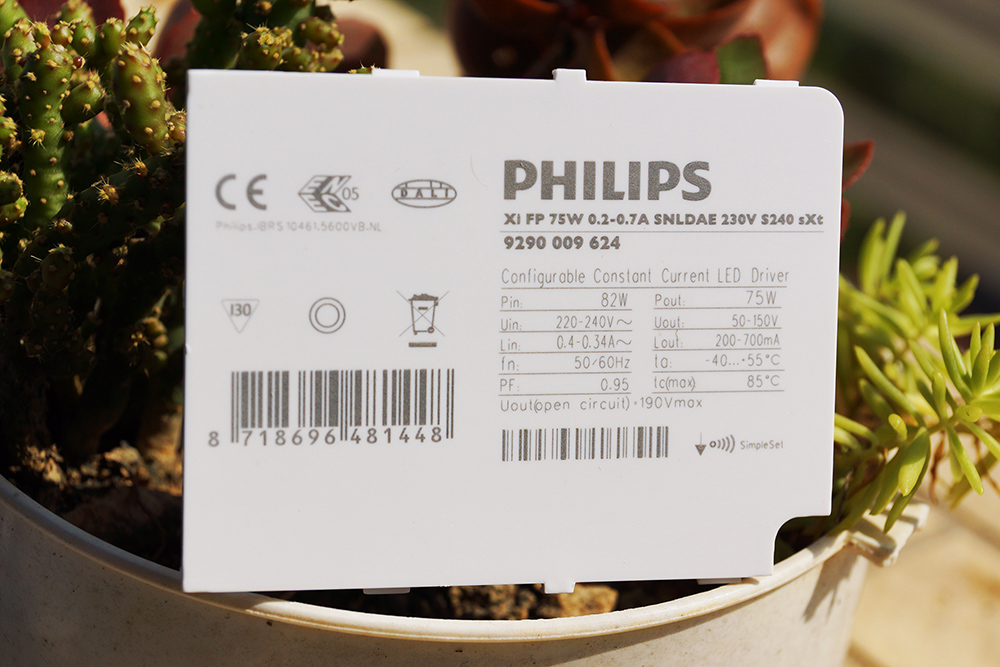 PHILIPS
Xi FP 75W 0.2-0.7A SNLDAE 230V S240 sXt
9290 009 624
Configurable Constant Current LED Driver
Pin: 82W Pout: 75W
Uin: 220-240V~ Uout: 50-150V
Lin: 0.4-0.34A~ Lout: 200-700mA
fn: 50/60Hz ta: -40...+55°C
PF: 0.95 tc(max) 85°C
Uout(open circuit)=190Vmax
SimpleSet
CE
05
DALI
Philips.IBRS 10461.5600VB.NL
130
8 718696 481448